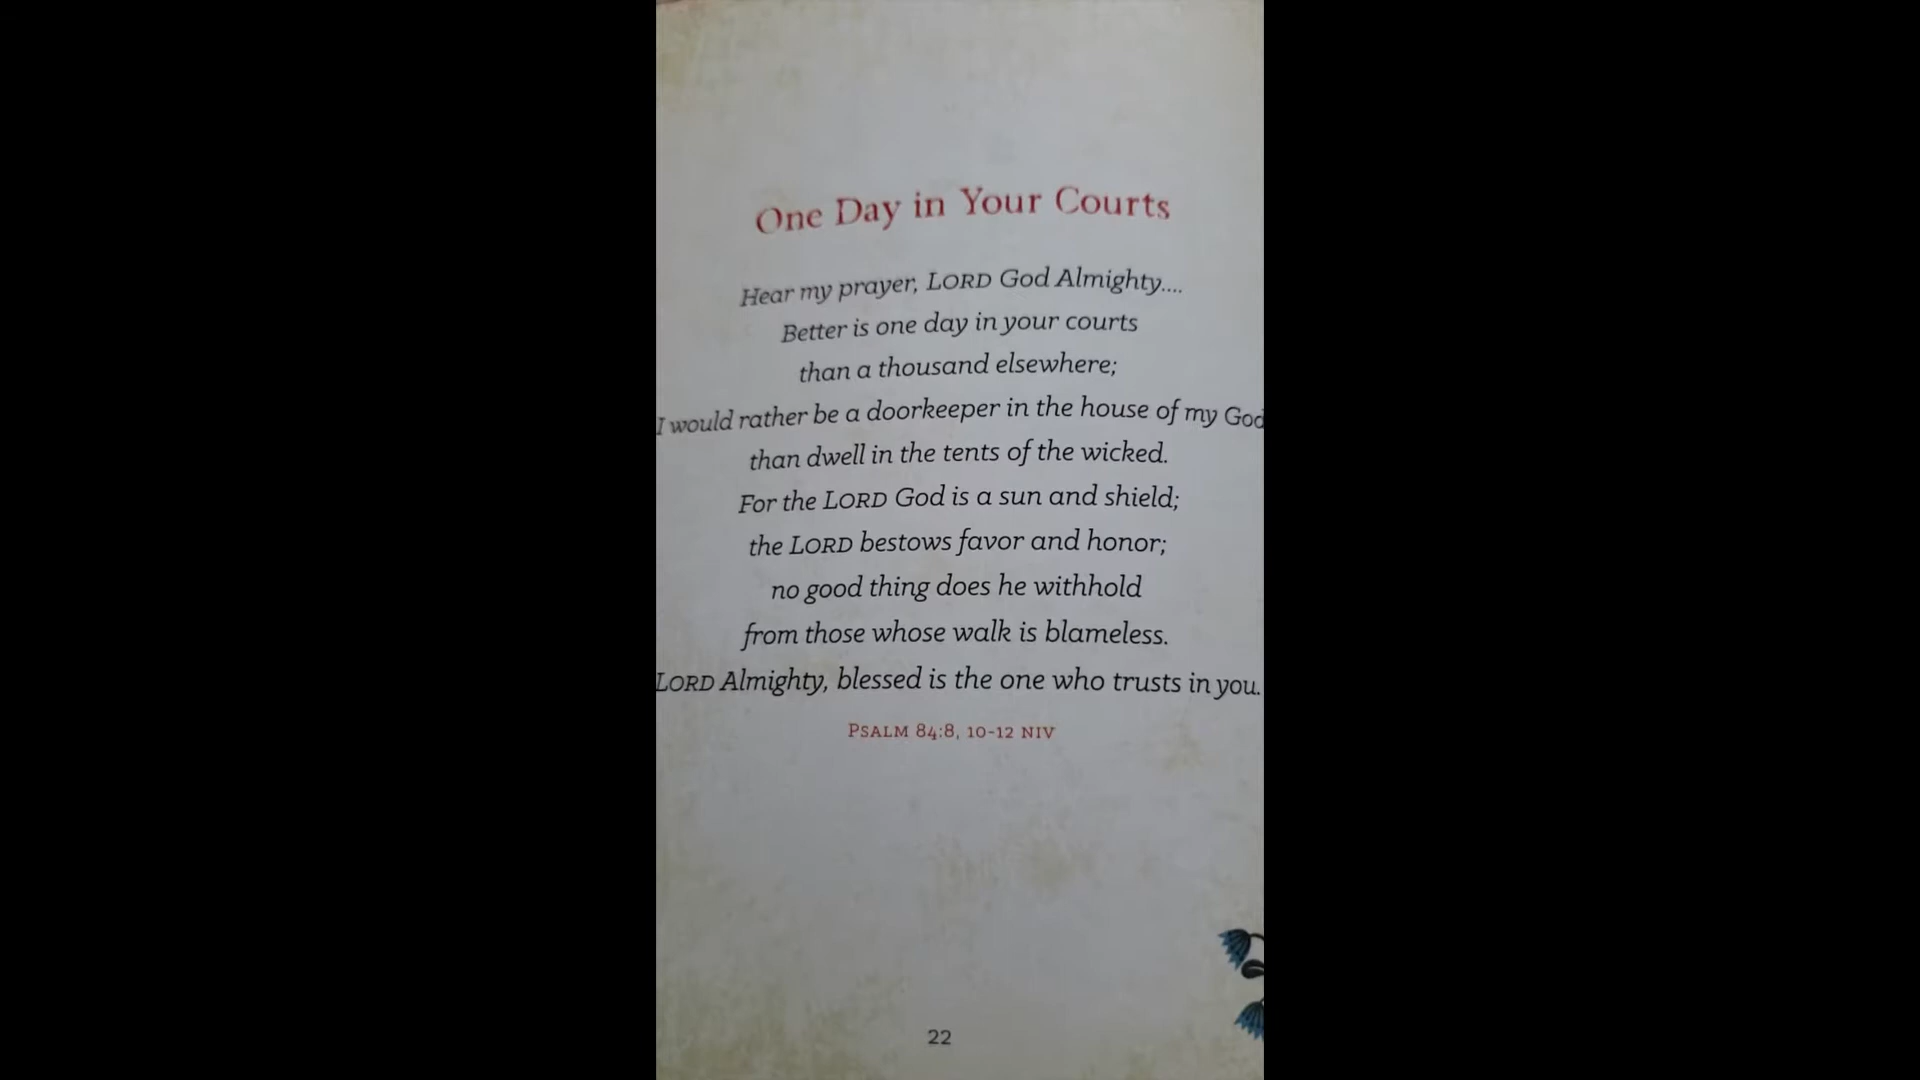 One Day in Your Courts
Hear my prayer, LORD God Almighty....
Better is one day in your courts
than a thousand elsewhere;
I would rather be a doorkeeper in the house of my God
than dwell in the tents of the wicked.
For the LORD God is a sun and shield;
the LORD bestows favor and honor;
no good thing does he withhold
from those whose walk is blameless.
LORD Almighty, blessed is the one who trusts in you.
PSALM 84:8, 10-12 NIV
22